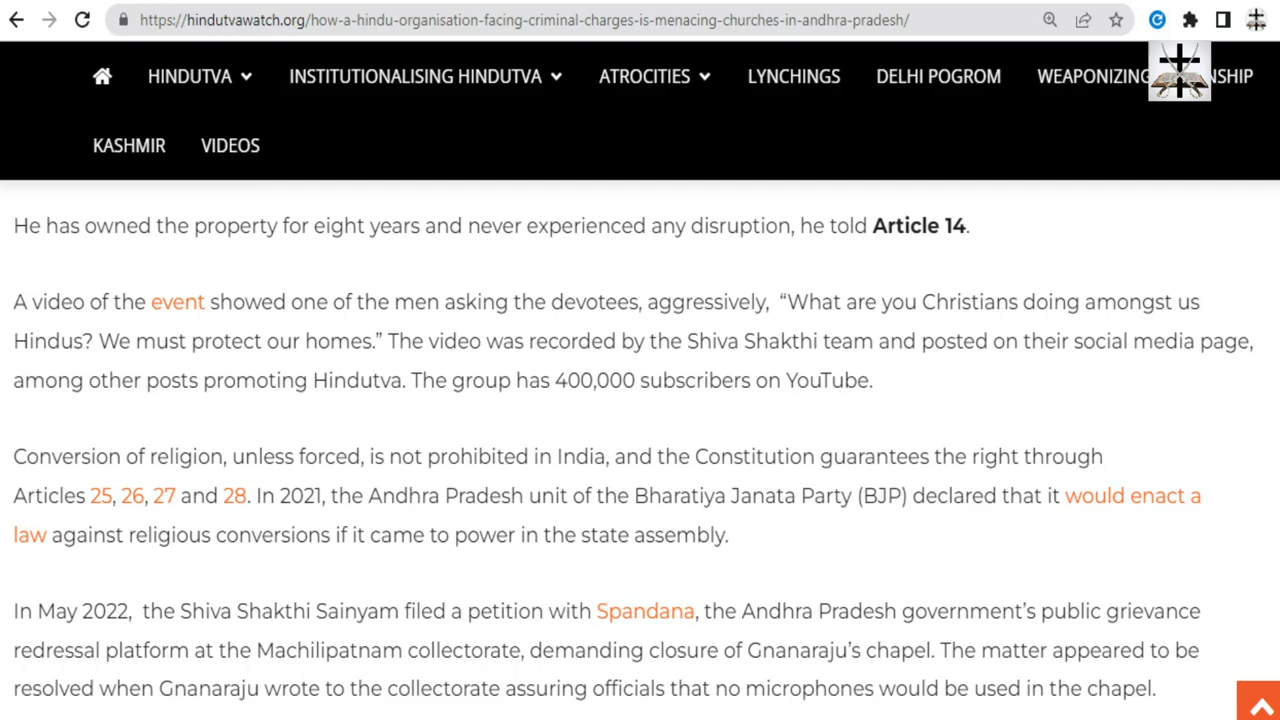 https://hindutvawatch.org/how-a-hindu-organisation-facing-criminal-charges-is-menacing-churches-in-andhra-pradesh/
HINDUTVA INSTITUTIONALISING HINDUTVA ATROCITIES LYNCHINGS DELHI POGROM WEAPONIZING NSHIP
KASHMIR VIDEOS
He has owned the property for eight years and never experienced any disruption, he told Article 14.
A video of the event showed one of the men asking the devotees, aggressively, “What are you Christians doing amongst us
Hindus? We must protect our homes.” The video was recorded by the Shiva Shakthi team and posted on their social media page,
among other posts promoting Hindutva. The group has 400,000 subscribers on YouTube.
Conversion of religion, unless forced, is not prohibited in India, and the Constitution guarantees the right through
Articles 25, 26, 27 and 28. In 2021, the Andhra Pradesh unit of the Bharatiya Janata Party (BJP) declared that it would enact a
law against religious conversions if it came to power in the state assembly.
In May 2022, the Shiva Shakthi Sainyam filed a petition with Spandana, the Andhra Pradesh government’s public grievance
redressal platform at the Machilipatnam collectorate, demanding closure of Gnanaraju’s chapel. The matter appeared to be
resolved when Gnanaraju wrote to the collectorate assuring officials that no microphones would be used in the chapel.